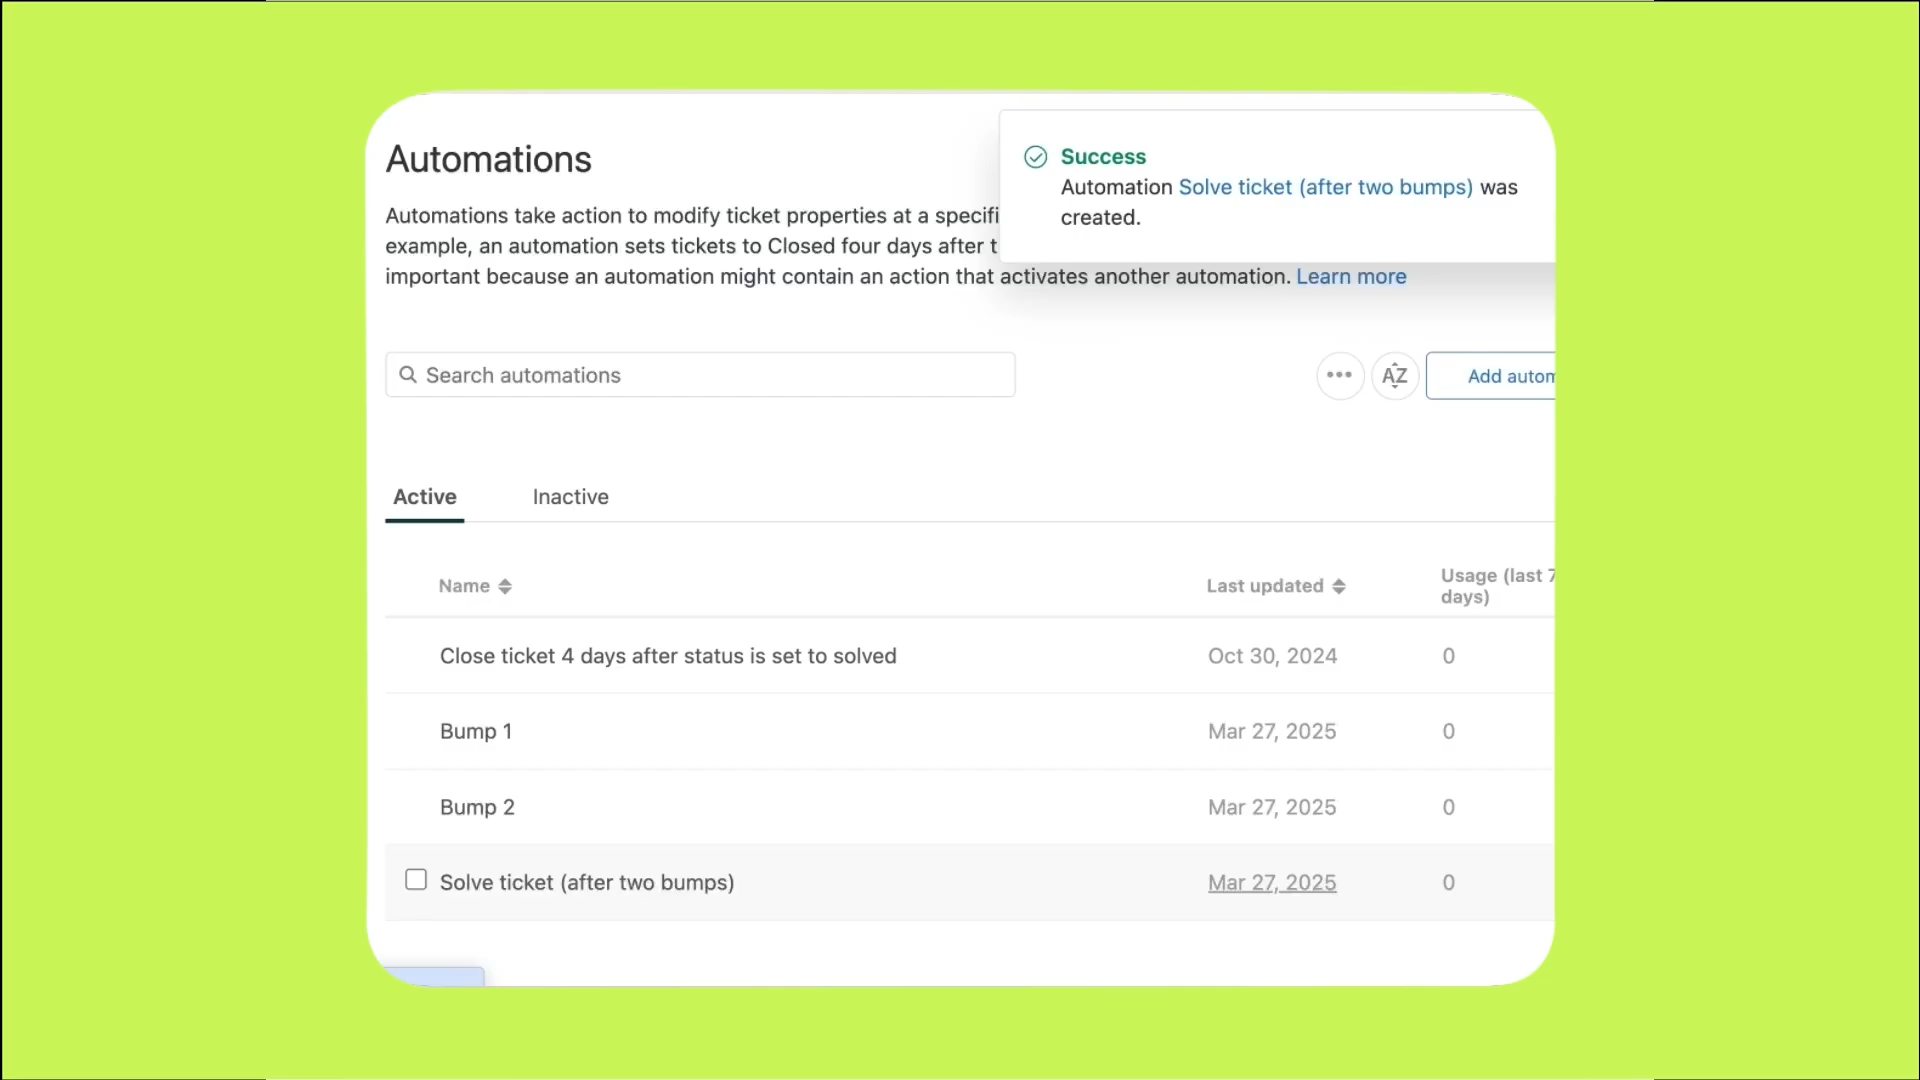 Automations
Automations take action to modify ticket properties at a specifi
example, an automation sets tickets to Closed four days after t
important because an automation might contain an action that activates another automation. Learn more
Success
Automation Solve ticket (after two bumps) was
created.
Search automations
AZ
Add autom
Active
Inactive
Name
Last updated
Usage (last 7
days)
Close ticket 4 days after status is set to solved
Oct 30, 2024
0
Bump 1
Mar 27, 2025
0
Bump 2
Mar 27, 2025
0
Solve ticket (after two bumps)
Mar 27, 2025
0